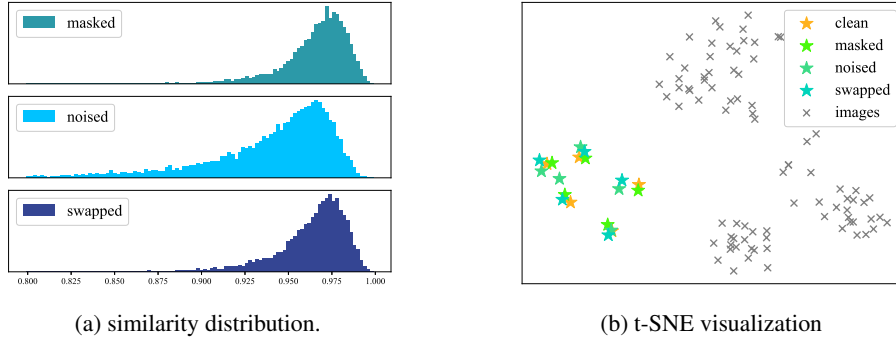 masked
noised
swapped
0.800 0.825 0.850 0.875 0.900 0.925 0.950 0.975 1.000
(a) similarity distribution.
clean
masked
noised
swapped
images
(b) t-SNE visualization